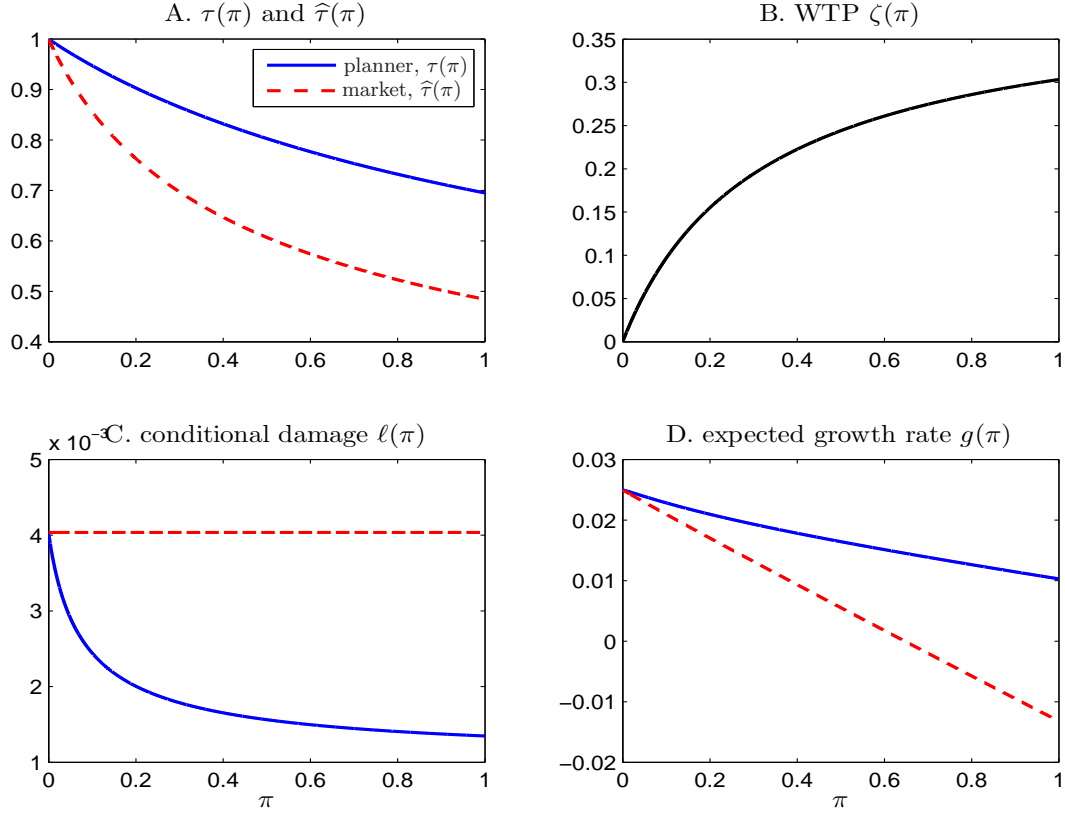 A. τ(π) and τ̂(π)
1
0.9
0.8
0.7
0.6
0.5
0.4
0 0.2 0.4 0.6 0.8 1
planner, τ(π)
market, τ̂(π)
B. WTP ζ(π)
0.35
0.3
0.25
0.2
0.15
0.1
0.05
0
0 0.2 0.4 0.6 0.8 1
x 10⁻³
C. conditional damage ℓ(π)
5
4
3
2
1
0 0.2 0.4 0.6 0.8 1
π
D. expected growth rate g(π)
0.03
0.02
0.01
0
−0.01
−0.02
0 0.2 0.4 0.6 0.8 1
π